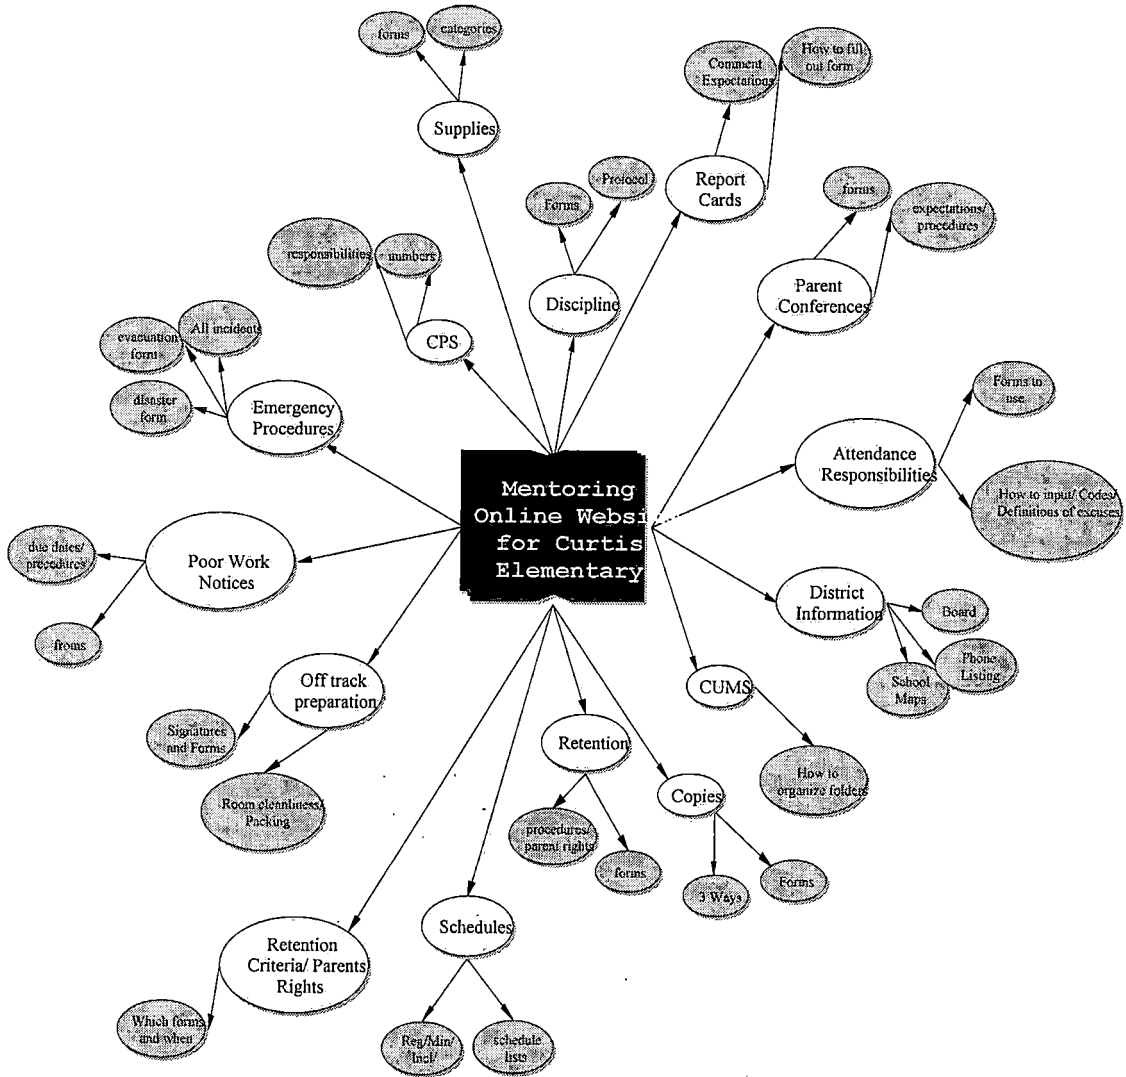 forms
categories
Supplies
Comment
Expectations
How to fill
out form
Report
Cards
Forms
Protocol
Discipline
forms
expectations/
procedures
Parent
Conferences
responsibilities
numbers
CPS
evacuation
form
All incidents
disaster
form
Emergency
Procedures
Forms to
use
Attendance
Responsibilities
How to input/ Codes/
Definitions of excuses
Mentoring
Online Websi
for Curtis
Elementary
due dates/
precedures
Poor Work
Notices
froms
District
Information
Board
Phone
Listing
School
Maps
Off track
preparation
Signatures
and Forms
Room cleanliness/
Packing
CUMS
How to
organize folders
Retention
procedures/
parent rights
forms
Copies
3 Ways
Forms
Schedules
Reg/Min/
Incl/
schedule
lists
Retention
Criteria/ Parents
Rights
Which forms
and when